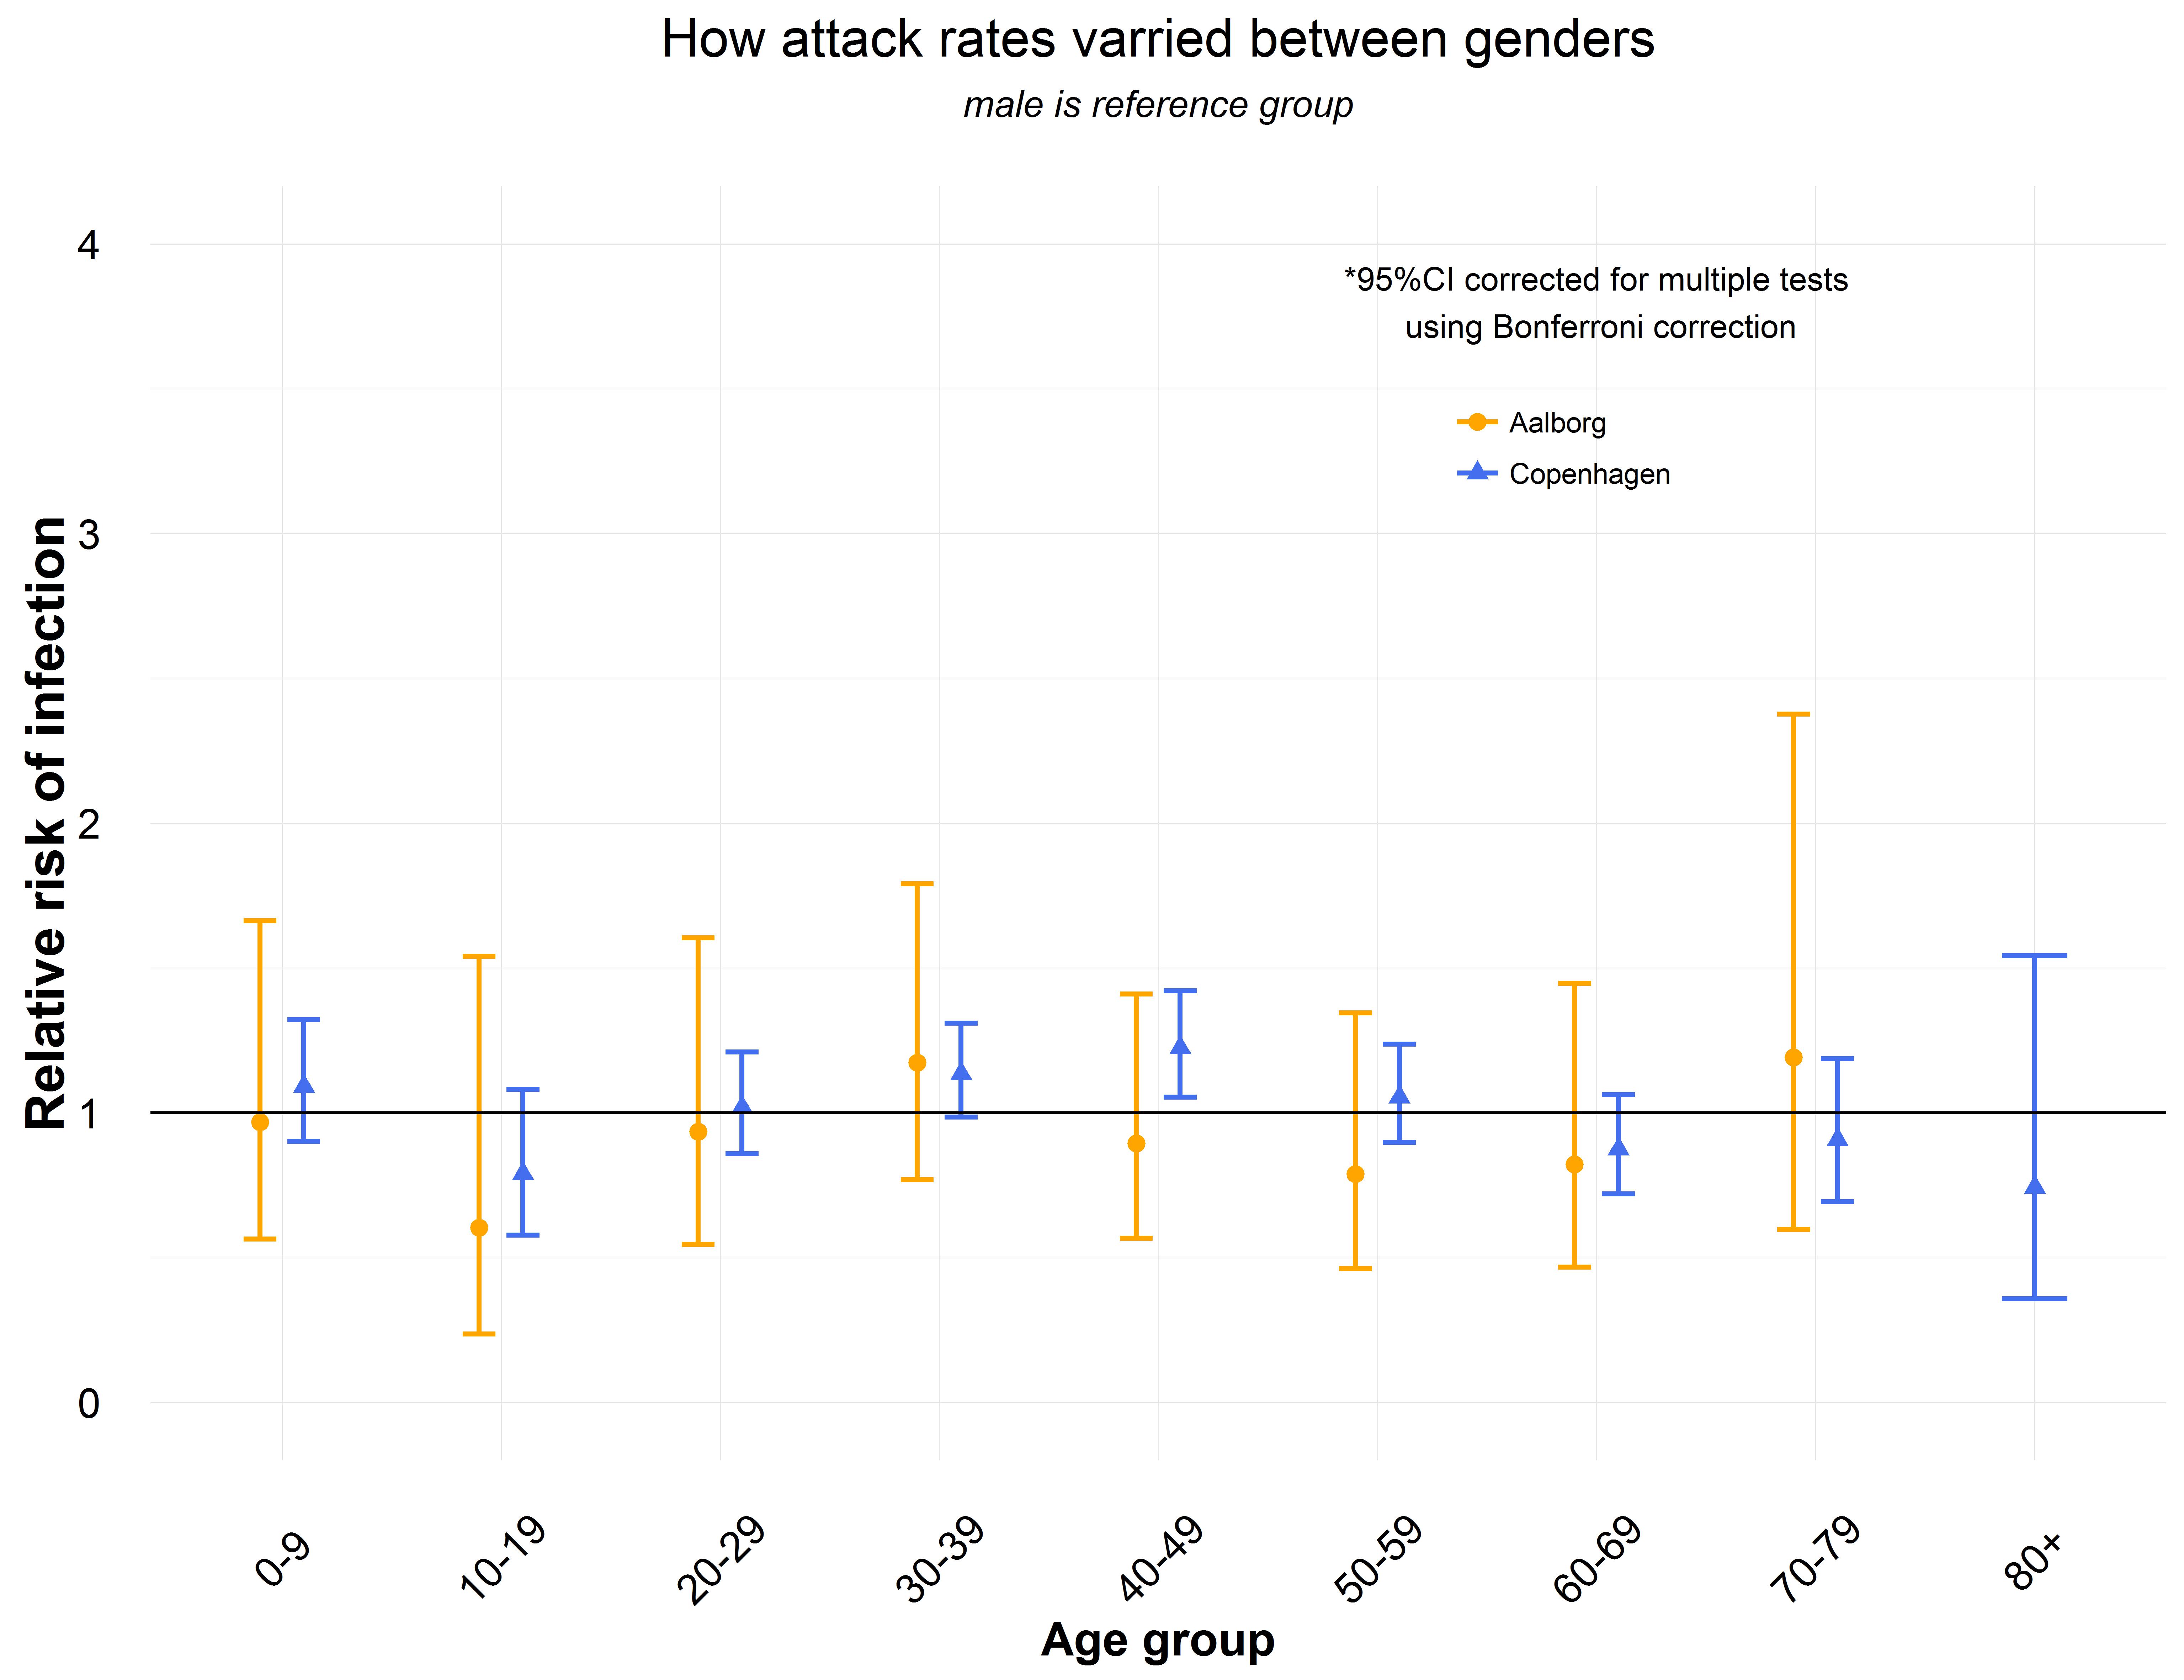 How attack rates varried between genders
male is reference group
*95%CI corrected for multiple tests
using Bonferroni correction
Aalborg
Copenhagen
Relative risk of infection
4
3
2
1
0
0-9
10-19
20-29
30-39
40-49
50-59
60-69
70-79
80+
Age group